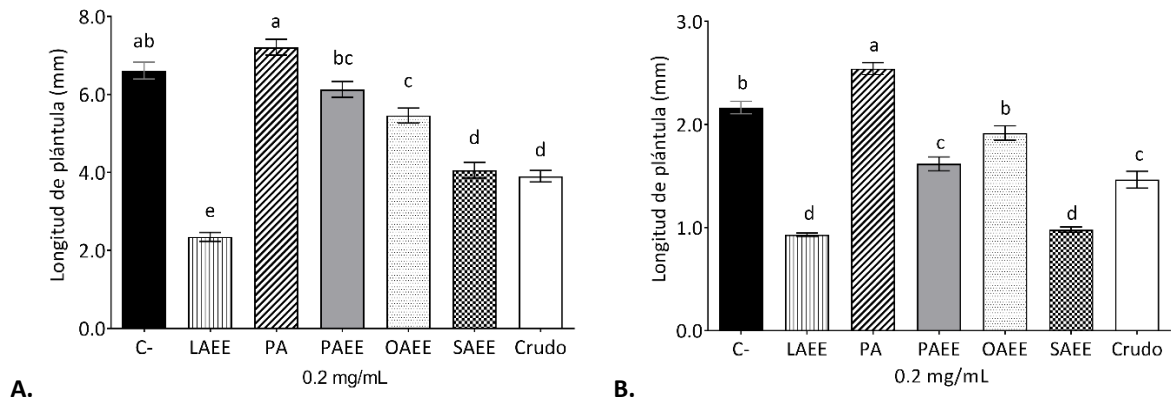 Longitud de plántula (mm)
8.0
6.0
4.0
2.0
0.0
ab
e
a
bc
c
d
d
C-
LAEE
PA
PAEE
OAEE
SAEE
Crudo
0.2 mg/mL
A.
Longitud de plántula (mm)
3.0
2.0
1.0
0.0
b
d
a
c
b
d
c
C-
LAEE
PA
PAEE
OAEE
SAEE
Crudo
0.2 mg/mL
B.